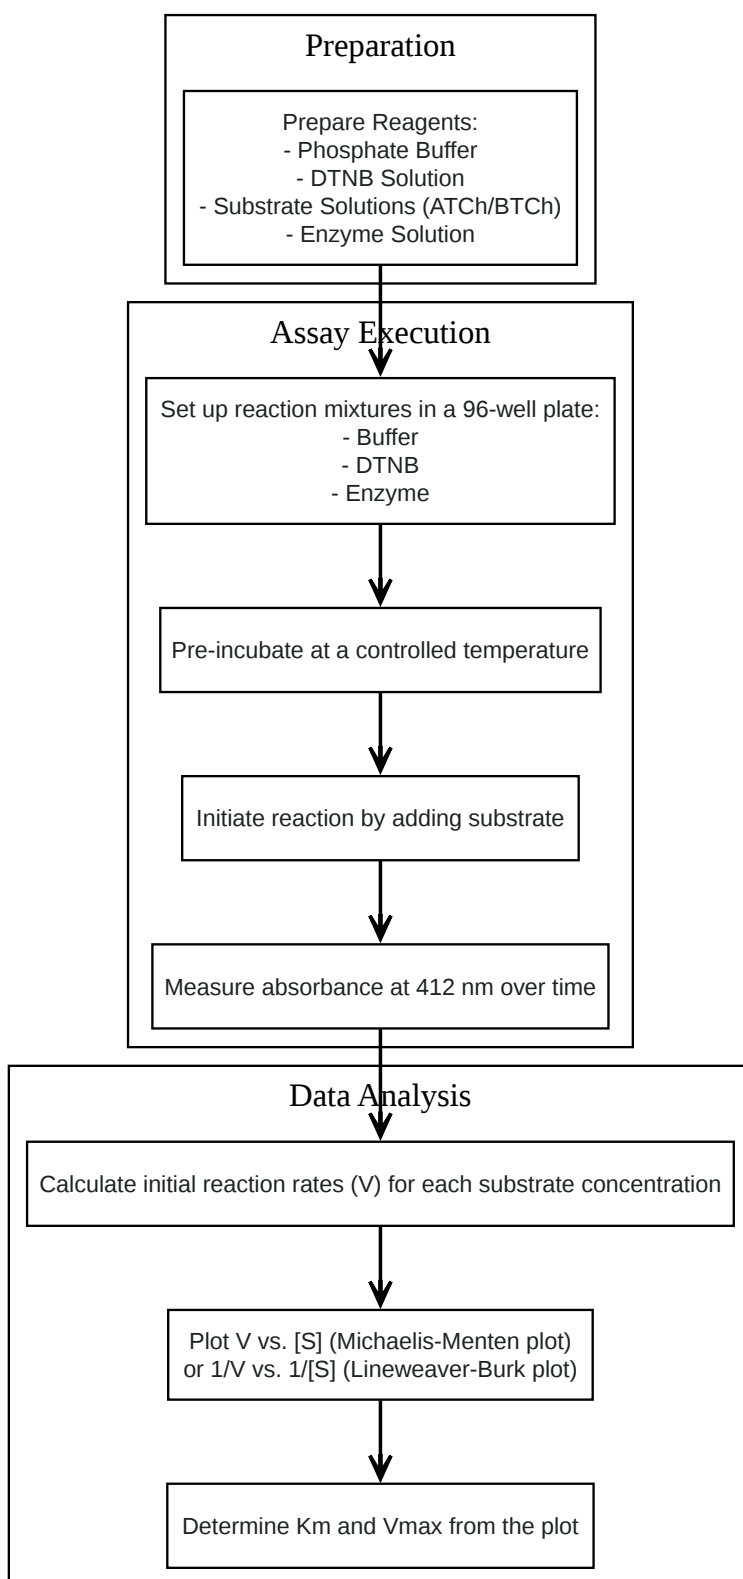 Preparation
Prepare Reagents:
- Phosphate Buffer
- DTNB Solution
- Substrate Solutions (ATCh/BTCh)
- Enzyme Solution
Assay Execution
Set up reaction mixtures in a 96-well plate:
- Buffer
- DTNB
- Enzyme
Pre-incubate at a controlled temperature
Initiate reaction by adding substrate
Measure absorbance at 412 nm over time
Data Analysis
Calculate initial reaction rates (V) for each substrate concentration
Plot V vs. [S] (Michaelis-Menten plot)
or 1/V vs. 1/[S] (Lineweaver-Burk plot)
Determine Km and Vmax from the plot